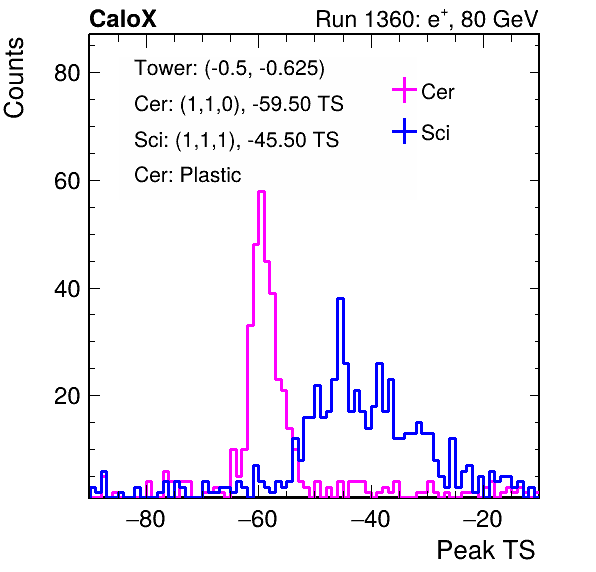 CaloX Run 1360: e⁺, 80 GeV
Counts
Tower: (-0.5, -0.625)
Cer: (1,1,0), -59.50 TS
Sci: (1,1,1), -45.50 TS
Cer: Plastic
Cer
Sci
80
60
40
20
−80 −60 −40 −20
Peak TS